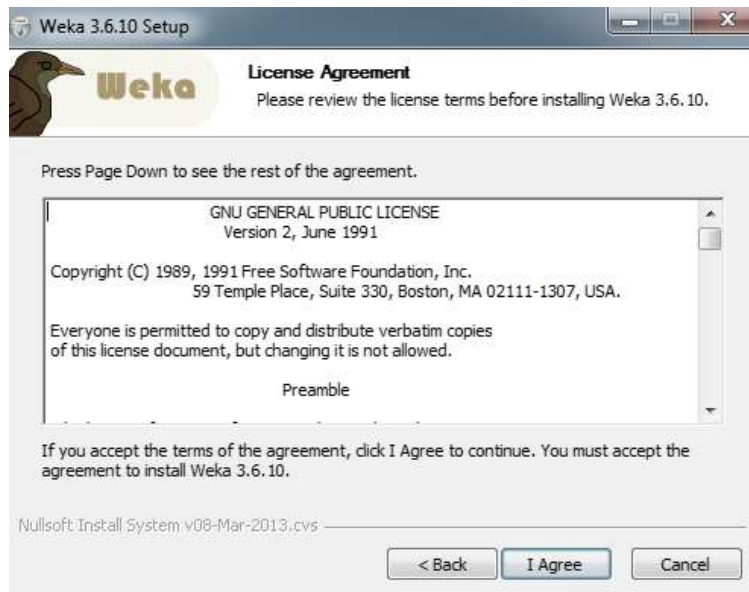 Weka 3.6.10 Setup
Weka
License Agreement
Please review the license terms before installing Weka 3.6.10.
Press Page Down to see the rest of the agreement.
GNU GENERAL PUBLIC LICENSE
Version 2, June 1991
Copyright (C) 1989, 1991 Free Software Foundation, Inc.
59 Temple Place, Suite 330, Boston, MA 02111-1307, USA.
Everyone is permitted to copy and distribute verbatim copies
of this license document, but changing it is not allowed.
Preamble
If you accept the terms of the agreement, click I Agree to continue. You must accept the
agreement to install Weka 3.6.10.
Nullsoft Install System v08-Mar-2013.cvs
< Back
I Agree
Cancel